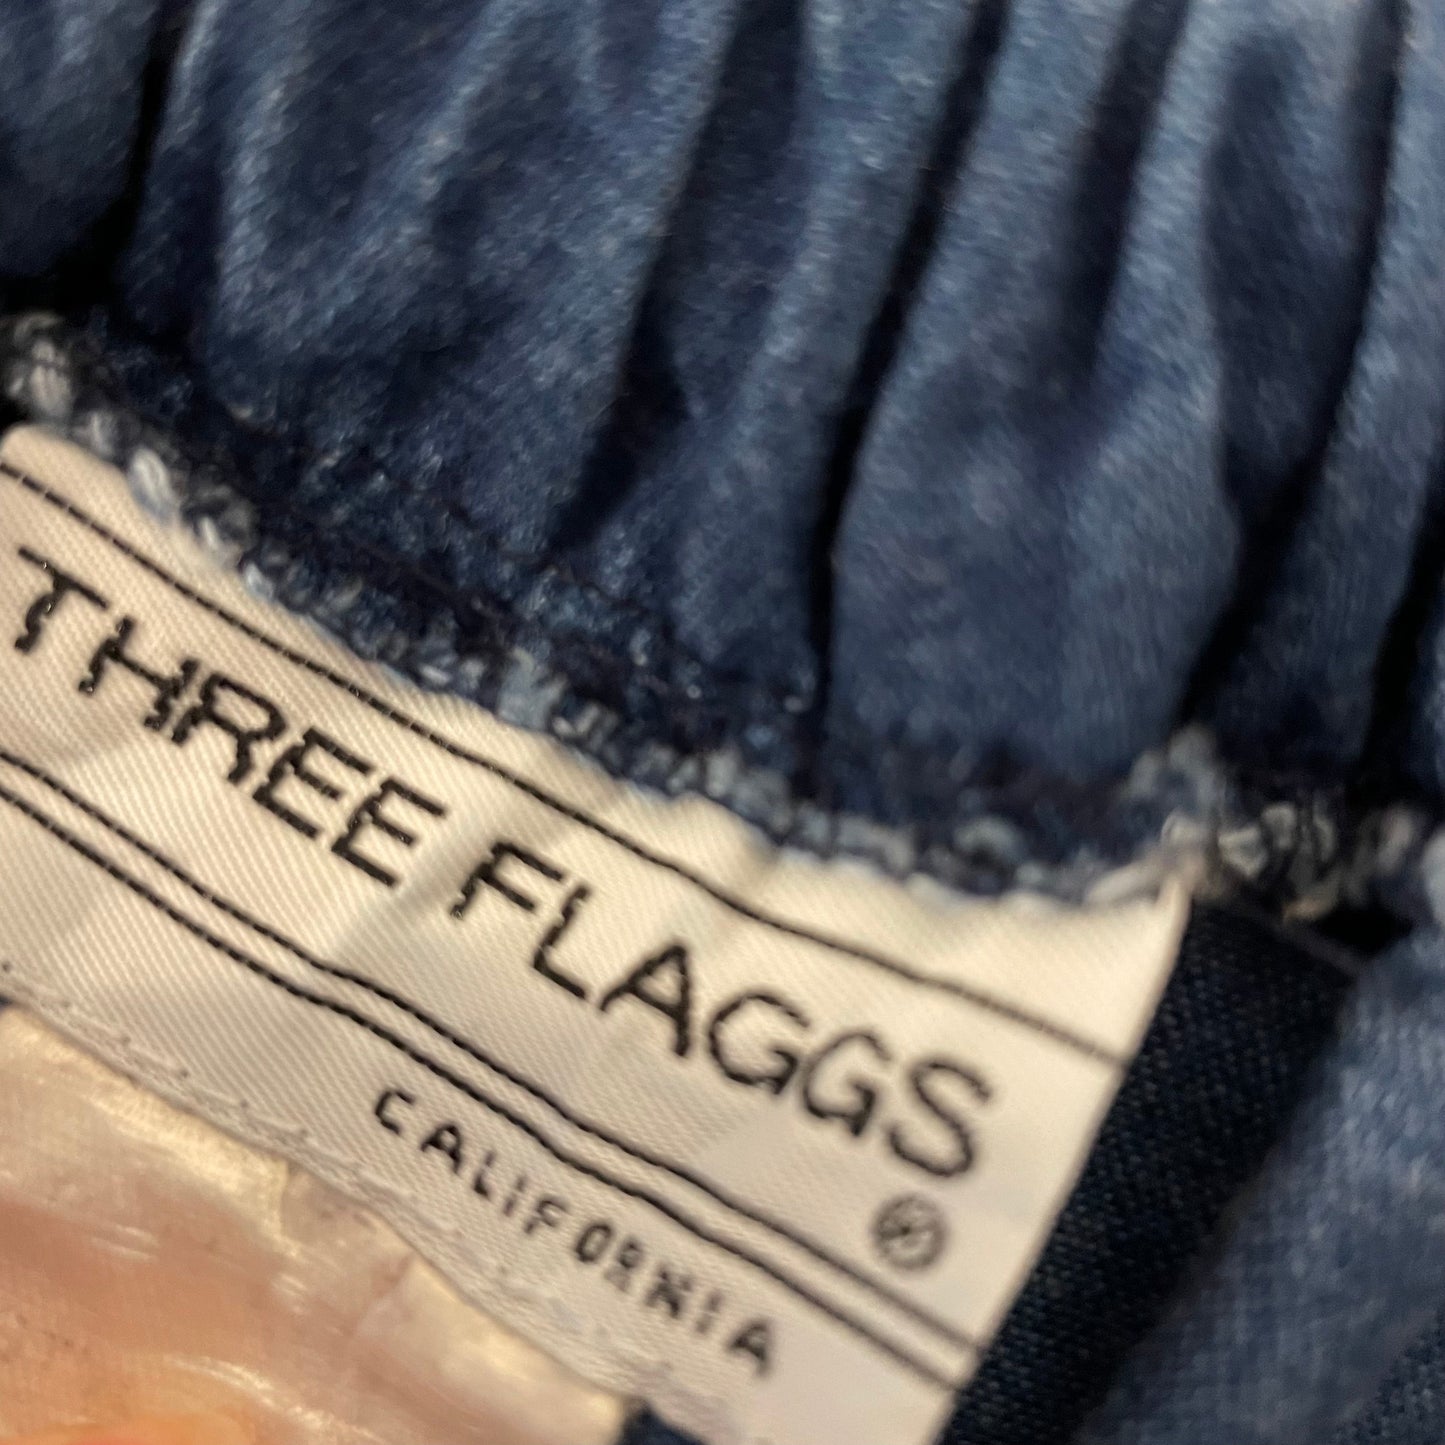 THREE FLAGGS
®
CALIFORNIA